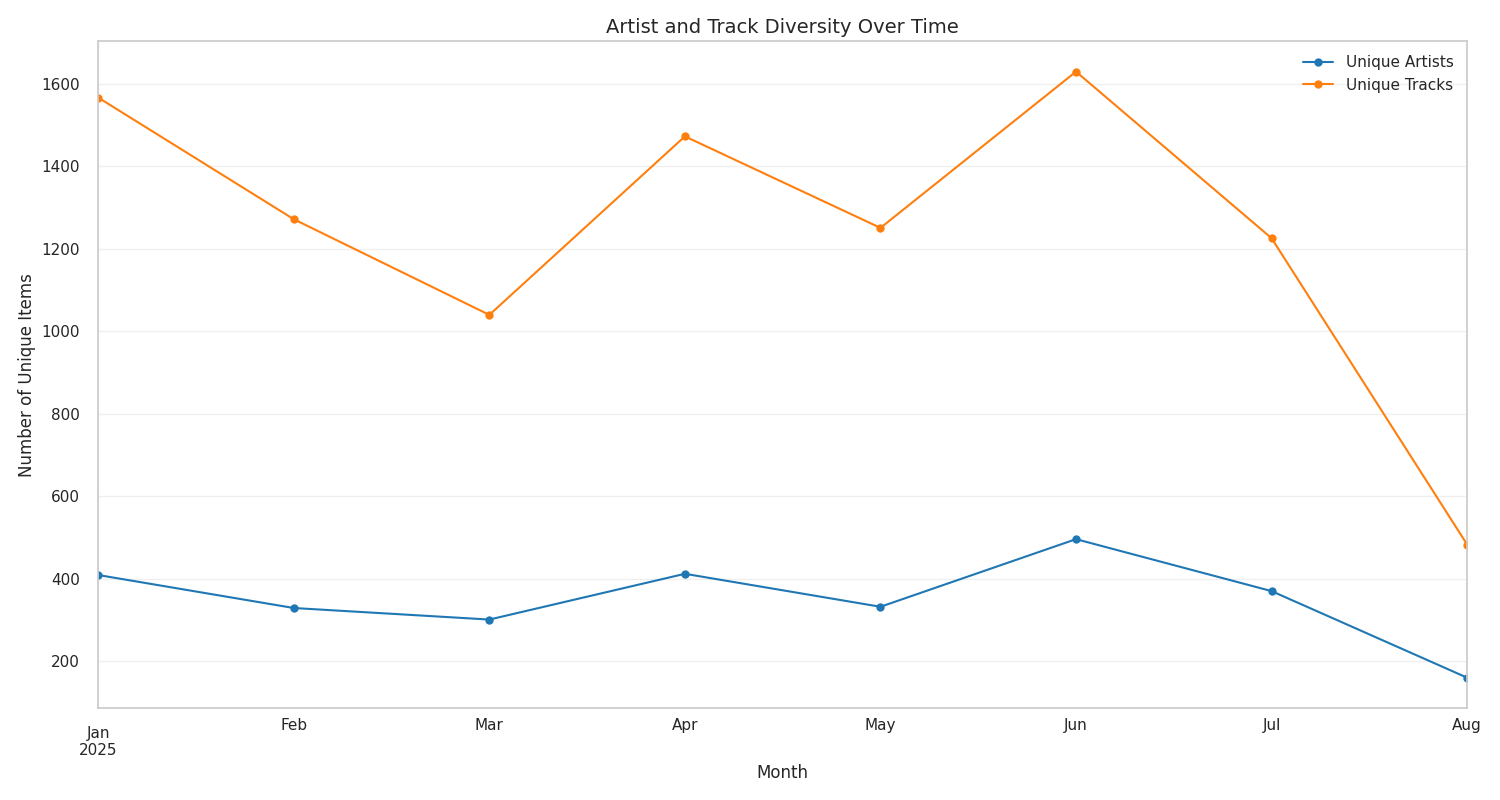 Artist and Track Diversity Over Time
Unique Artists
Unique Tracks
Number of Unique Items
1600
1400
1200
1000
800
600
400
200
Jan
2025
Feb
Mar
Apr
May
Jun
Jul
Aug
Month